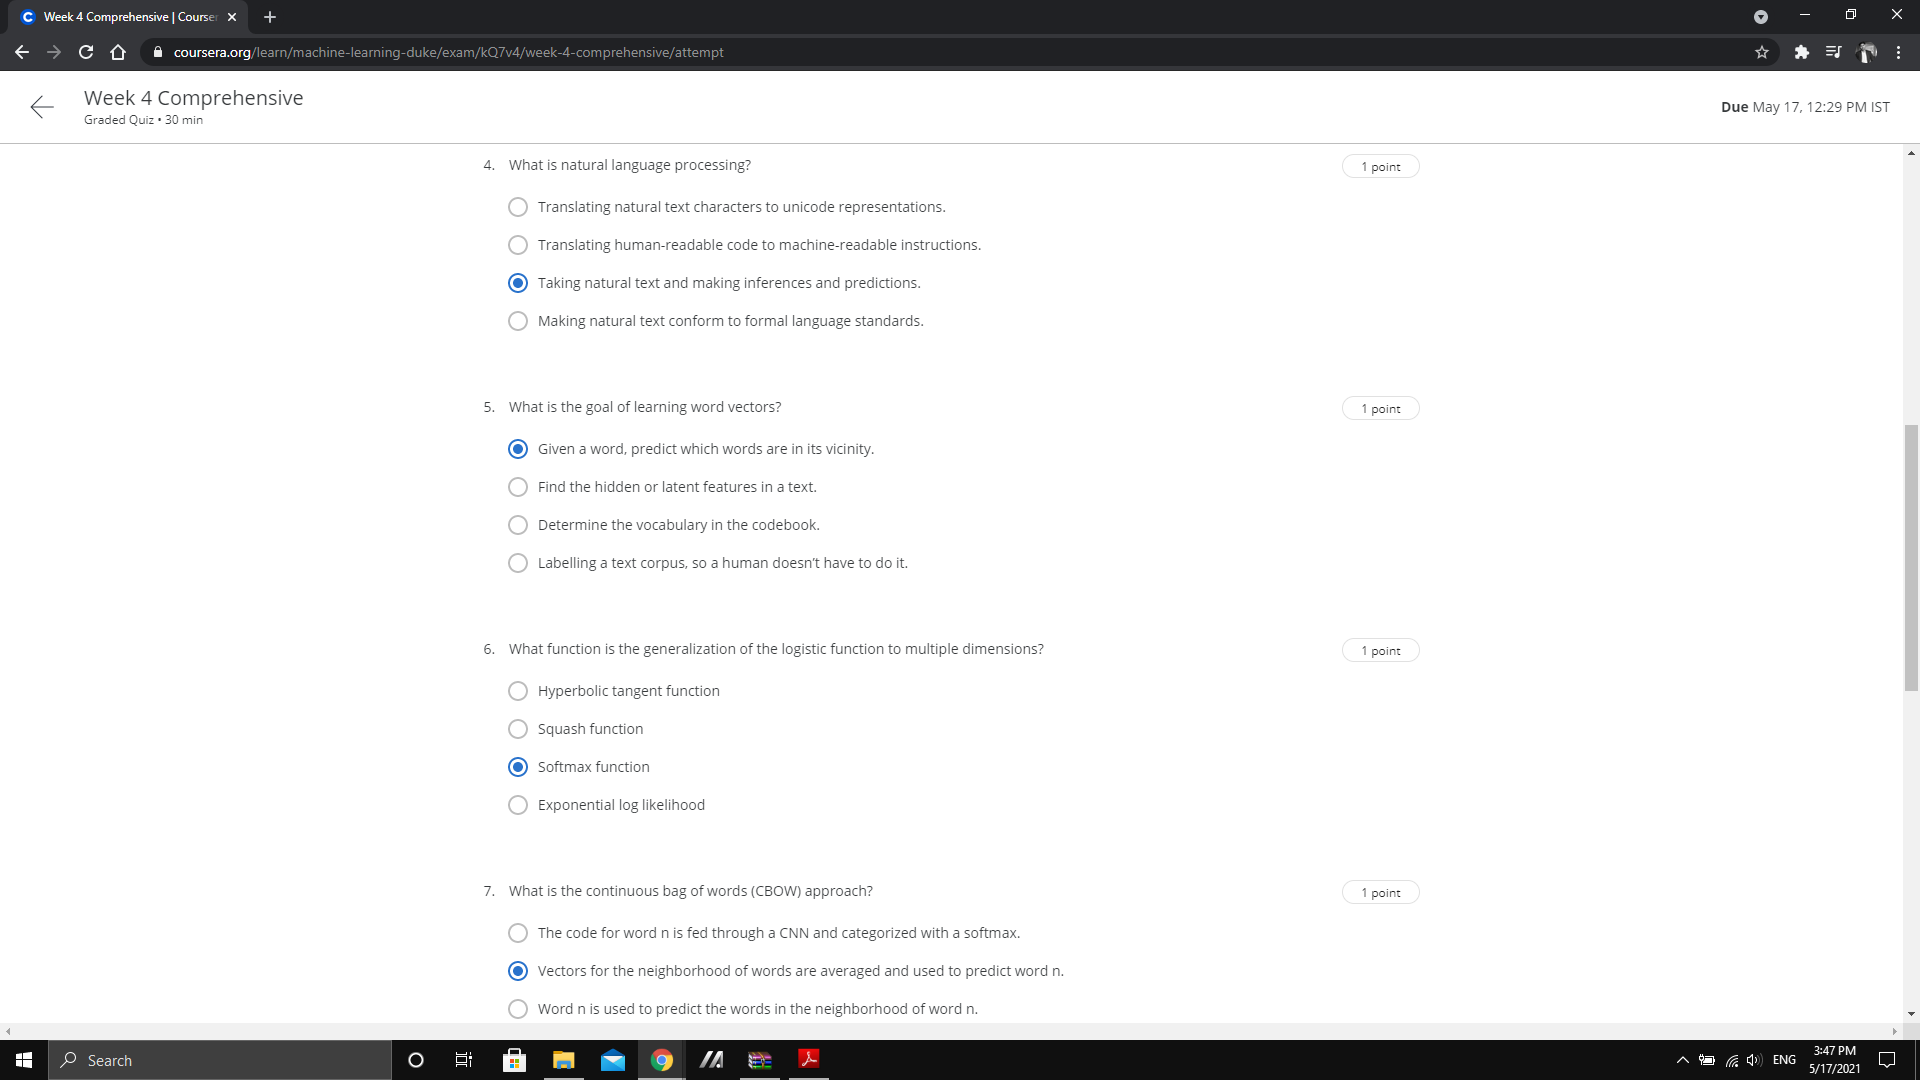 Week 4 Comprehensive | Courser
coursera.org/learn/machine-learning-duke/exam/kQ7v4/week-4-comprehensive/attempt
Week 4 Comprehensive
Graded Quiz • 30 min
Due May 17, 12:29 PM IST
4. What is natural language processing?
1 point
Translating natural text characters to unicode representations.
Translating human-readable code to machine-readable instructions.
Taking natural text and making inferences and predictions.
Making natural text conform to formal language standards.
5. What is the goal of learning word vectors?
1 point
Given a word, predict which words are in its vicinity.
Find the hidden or latent features in a text.
Determine the vocabulary in the codebook.
Labelling a text corpus, so a human doesn't have to do it.
6. What function is the generalization of the logistic function to multiple dimensions?
1 point
Hyperbolic tangent function
Squash function
Softmax function
Exponential log likelihood
7. What is the continuous bag of words (CBOW) approach?
1 point
The code for word n is fed through a CNN and categorized with a softmax.
Vectors for the neighborhood of words are averaged and used to predict word n.
Word n is used to predict the words in the neighborhood of word n.
Search
ENG
3:47 PM
5/17/2021